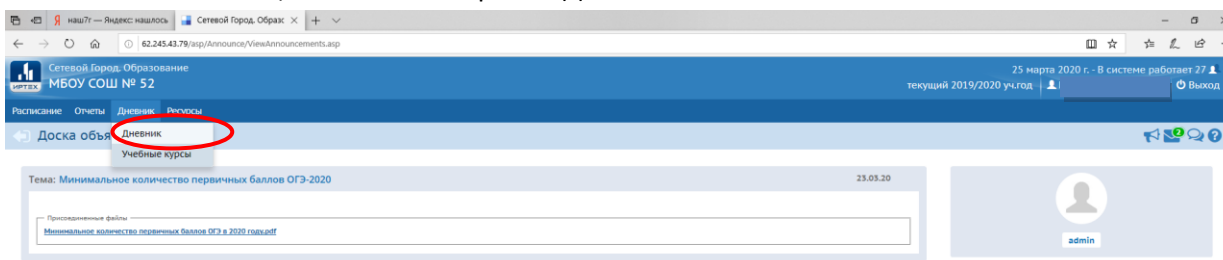 наш7г — Яндекс: нашлось
Сетевой Город. Образс
62.245.43.79/asp/Announce/ViewAnnouncements.asp
ИРТЕХ
Сетевой Город. Образование
МБОУ СОШ № 52
25 марта 2020 г. - В системе работает 27
текущий 2019/2020 уч.год
Выход
Расписание Отчеты Дневник Ресурсы
Доска объя
Дневник
Учебные курсы
2
Тема: Минимальное количество первичных баллов ОГЭ-2020
23.03.20
Присоединенные файлы
Минимальное количество первичных баллов ОГЭ в 2020 году.pdf
admin